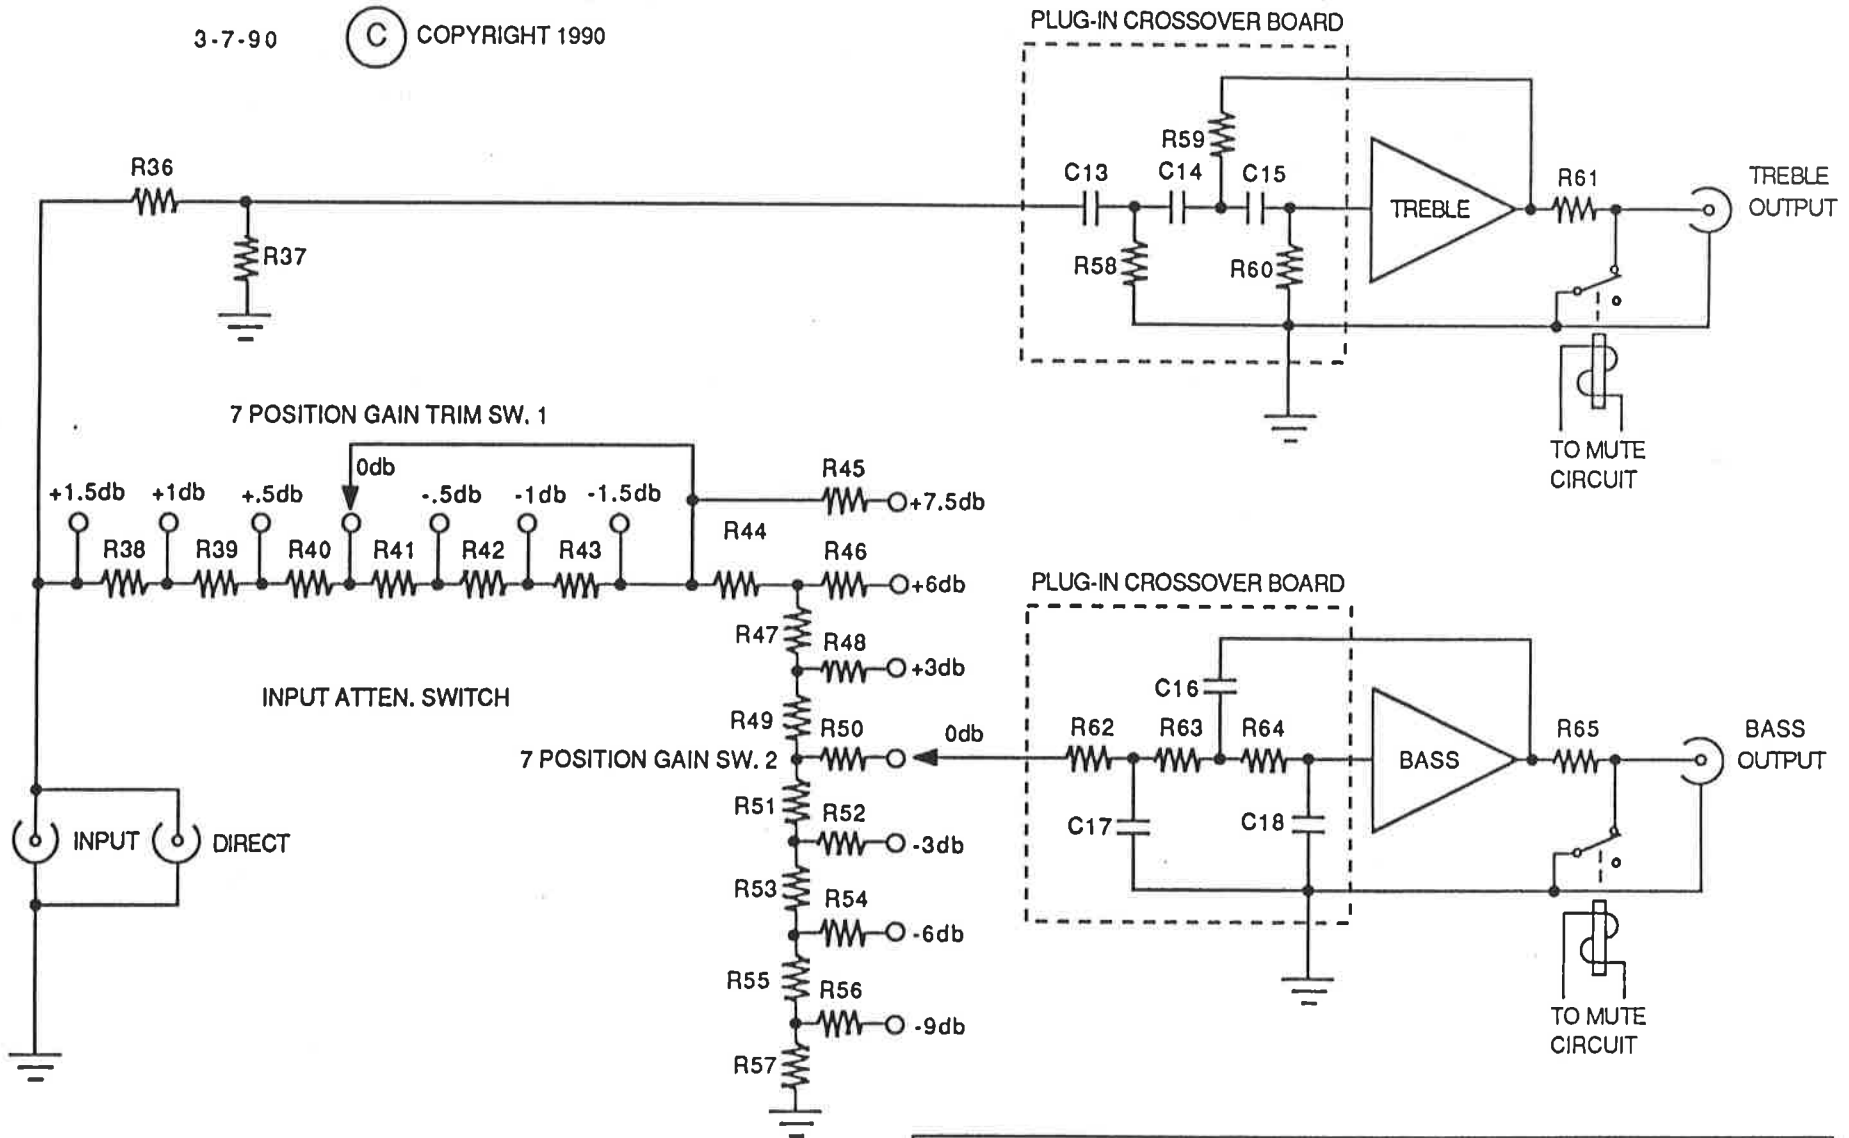 PLUG-IN CROSSOVER BOARD
3-7-90 C COPYRIGHT 1990
R36
R37
C13 C14 C15
R59
R58
R60
TREBLE
R61
TREBLE
OUTPUT
TO MUTE
CIRCUIT
7 POSITION GAIN TRIM SW. 1
0db
+1.5db +1db +.5db -.5db -1db -1.5db
R38 R39 R40 R41 R42 R43
R44
R45
+7.5db
R46
+6db
R47
R48
+3db
INPUT ATTEN. SWITCH
R49
R50
7 POSITION GAIN SW. 2
0db
R51
R52
-3db
R53
R54
-6db
R55
R56
-9db
R57
INPUT DIRECT
PLUG-IN CROSSOVER BOARD
C16
R62 R63 R64
C17
C18
BASS
R65
BASS
OUTPUT
TO MUTE
CIRCUIT